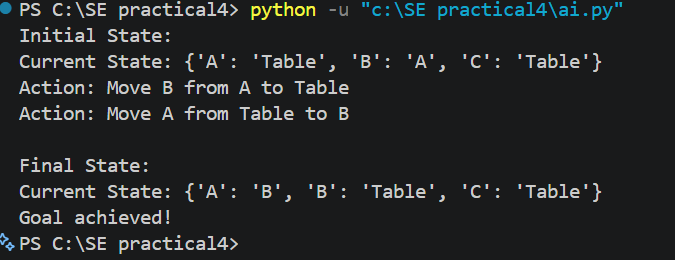 PS C:\SE practical4> python -u "c:\SE practical4\ai.py"
Initial State:
Current State: {'A': 'Table', 'B': 'A', 'C': 'Table'}
Action: Move B from A to Table
Action: Move A from Table to B
Final State:
Current State: {'A': 'B', 'B': 'Table', 'C': 'Table'}
Goal achieved!
PS C:\SE practical4>